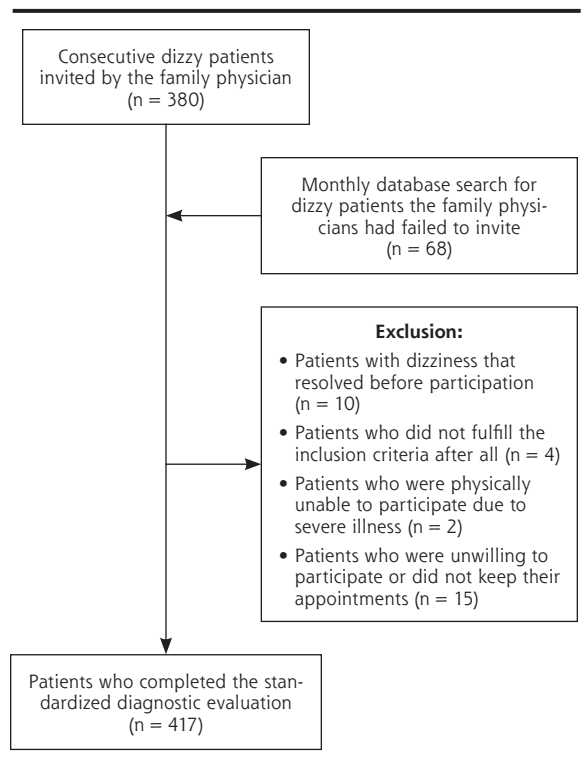 Consecutive dizzy patients
invited by the family physician
(n = 380)
Monthly database search for
dizzy patients the family physi-
cians had failed to invite
(n = 68)
Exclusion:
• Patients with dizziness that
resolved before participation
(n = 10)
• Patients who did not fulfill the
inclusion criteria after all (n = 4)
• Patients who were physically
unable to participate due to
severe illness (n = 2)
• Patients who were unwilling to
participate or did not keep their
appointments (n = 15)
Patients who completed the stan-
dardized diagnostic evaluation
(n = 417)